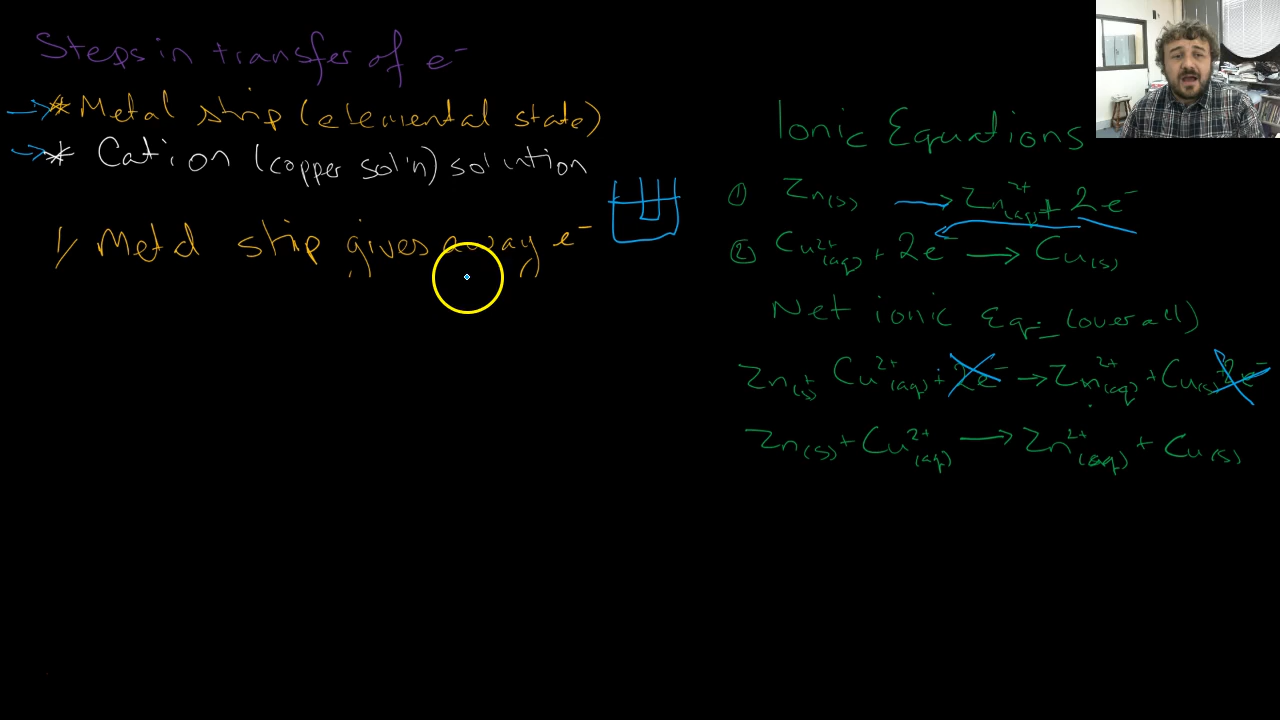 Steps in transfer of e⁻
* Metal strip (elemental state)
* Cation (copper sol'n) solution
1/ Metal strip gives away e⁻
Ionic Equations
① Zn(s) → Zn²⁺(aq) + 2e⁻
② Cu²⁺(aq) + 2e⁻ → Cu(s)
Net ionic Eq. (overall)
Zn(s) + Cu²⁺(aq) + 2e⁻ → Zn²⁺(aq) + Cu(s) + 2e⁻
Zn(s) + Cu²⁺(aq) → Zn²⁺(aq) + Cu(s)